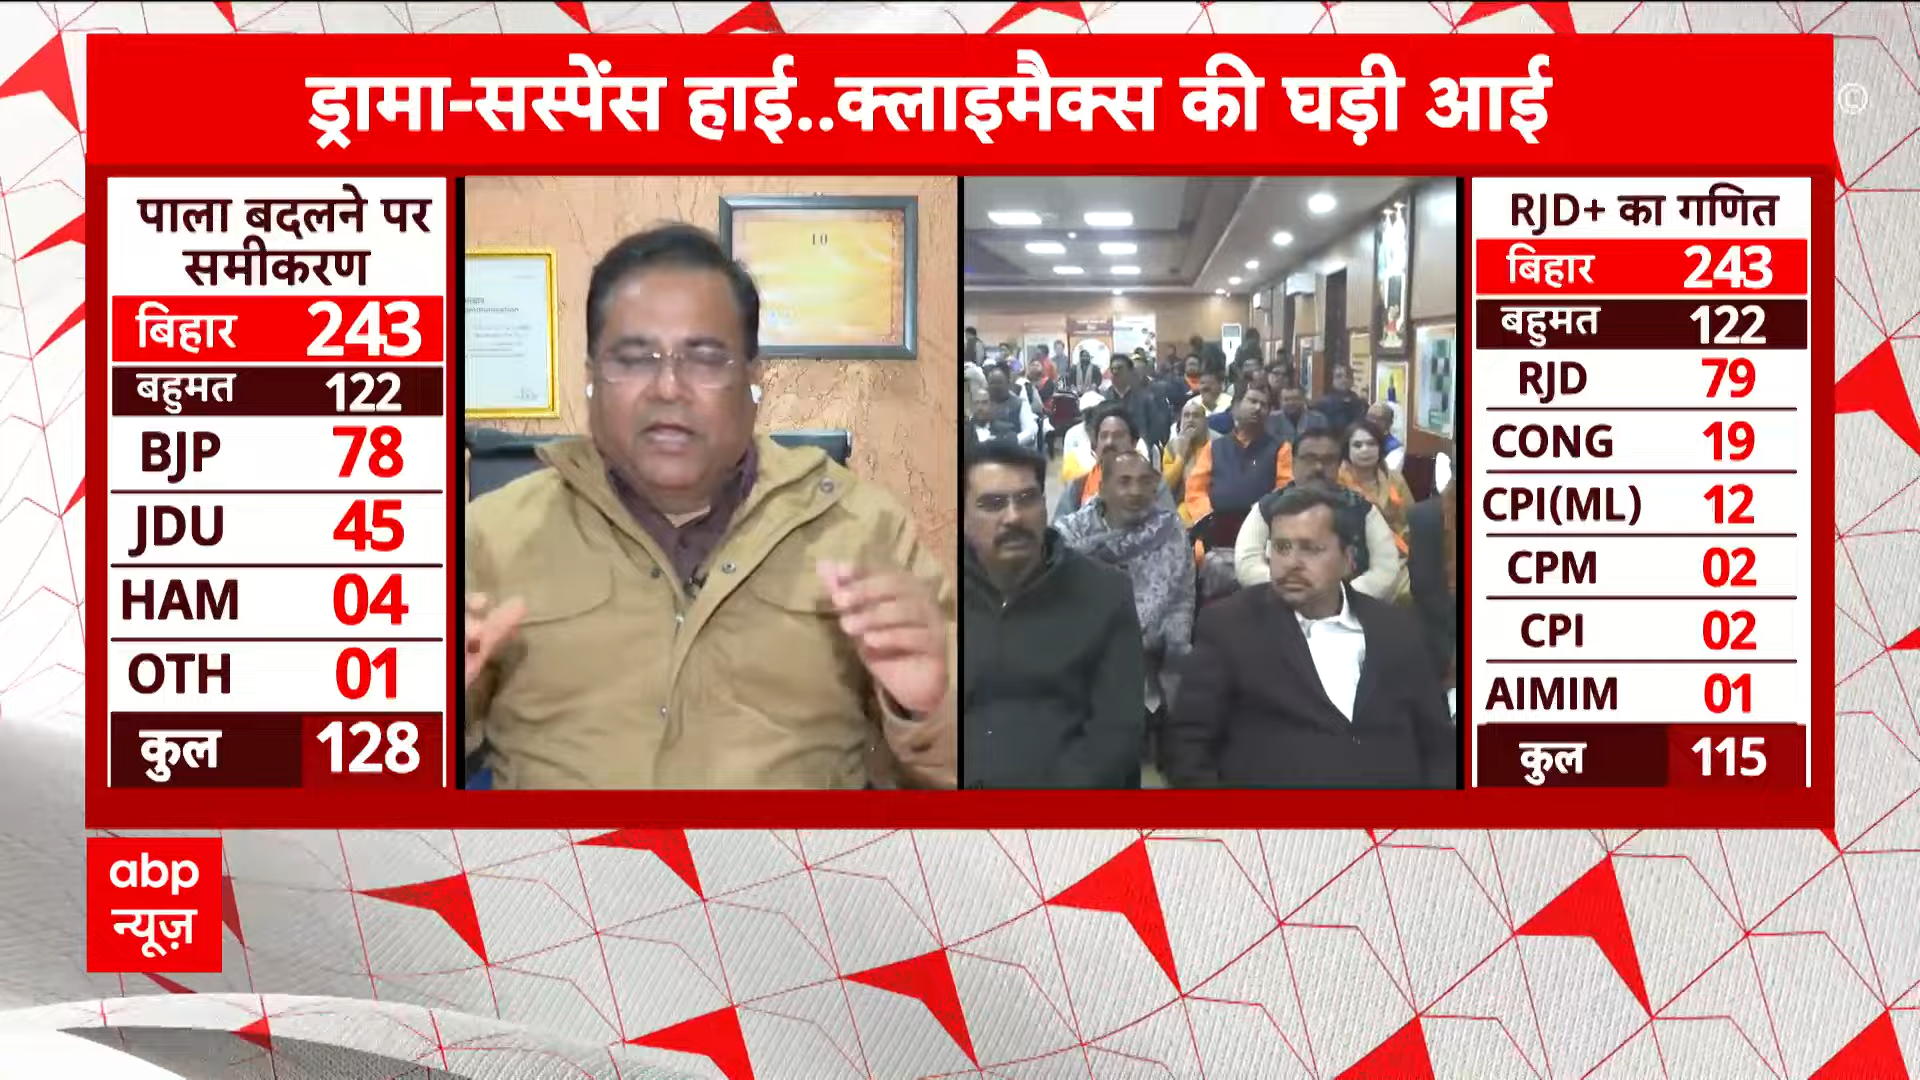 ड्रामा-सस्पेंस हाई..क्लाइमैक्स की घड़ी आई
पाला बदलने पर
समीकरण
बिहार 243
बहुमत 122
BJP 78
JDU 45
HAM 04
OTH 01
कुल 128
10
RJD+ का गणित
बिहार 243
बहुमत 122
RJD 79
CONG 19
CPI(ML) 12
CPM 02
CPI 02
AIMIM 01
कुल 115
abp
न्यूज़